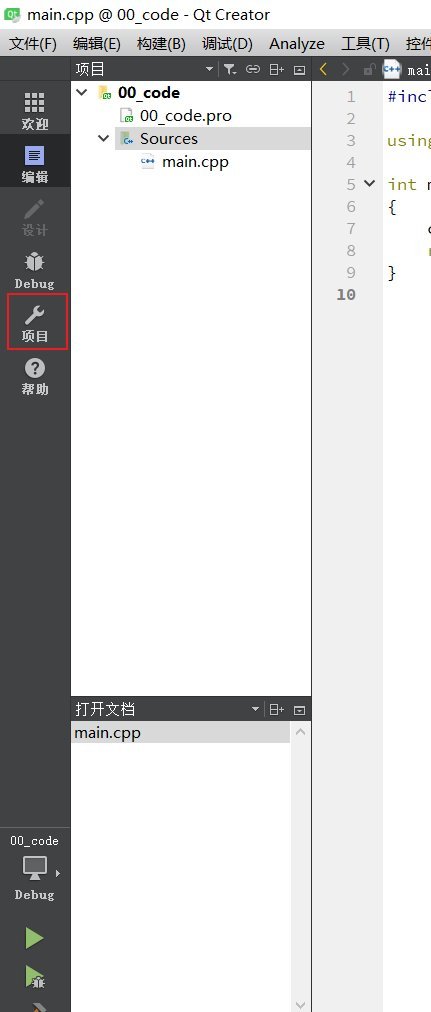 main.cpp @ 00_code - Qt Creator
文件(F) 编辑(E) 构建(B) 调试(D) Analyze 工具(T) 控件
欢迎
编辑
设计
Debug
项目
帮助
项目
00_code
00_code.pro
Sources
main.cpp
打开文档
main.cpp
1 #incl
2
3 using
4
5 int
6 {
7
8
9 }
10
00_code
Debug